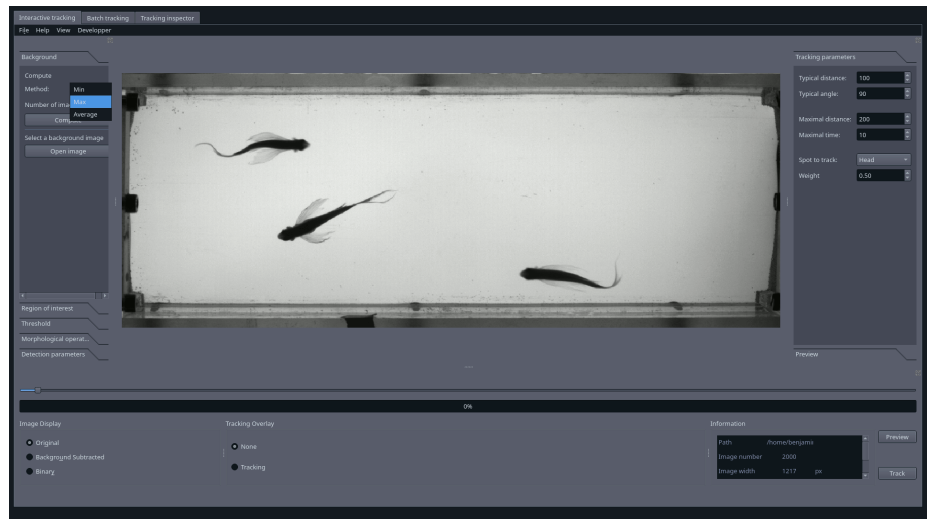 Interactive tracking Batch tracking Tracking inspector
File Help View Developper
Background
Compute
Method:
Min
Max
Average
Number of ima
Com
Select a background image
Open image
Region of interest
Threshold
Morphological operat...
Detection parameters
Tracking parameters
Typical distance: 100
Typical angle: 90
Maximal distance: 200
Maximal time: 10
Spot to track: Head
Weight 0.50
Preview
0%
Image Display
Original
Background Subtracted
Binary
Tracking Overlay
None
Tracking
Information
Path /home/benjami
Image number 2000
Image width 1217 px
Preview
Track